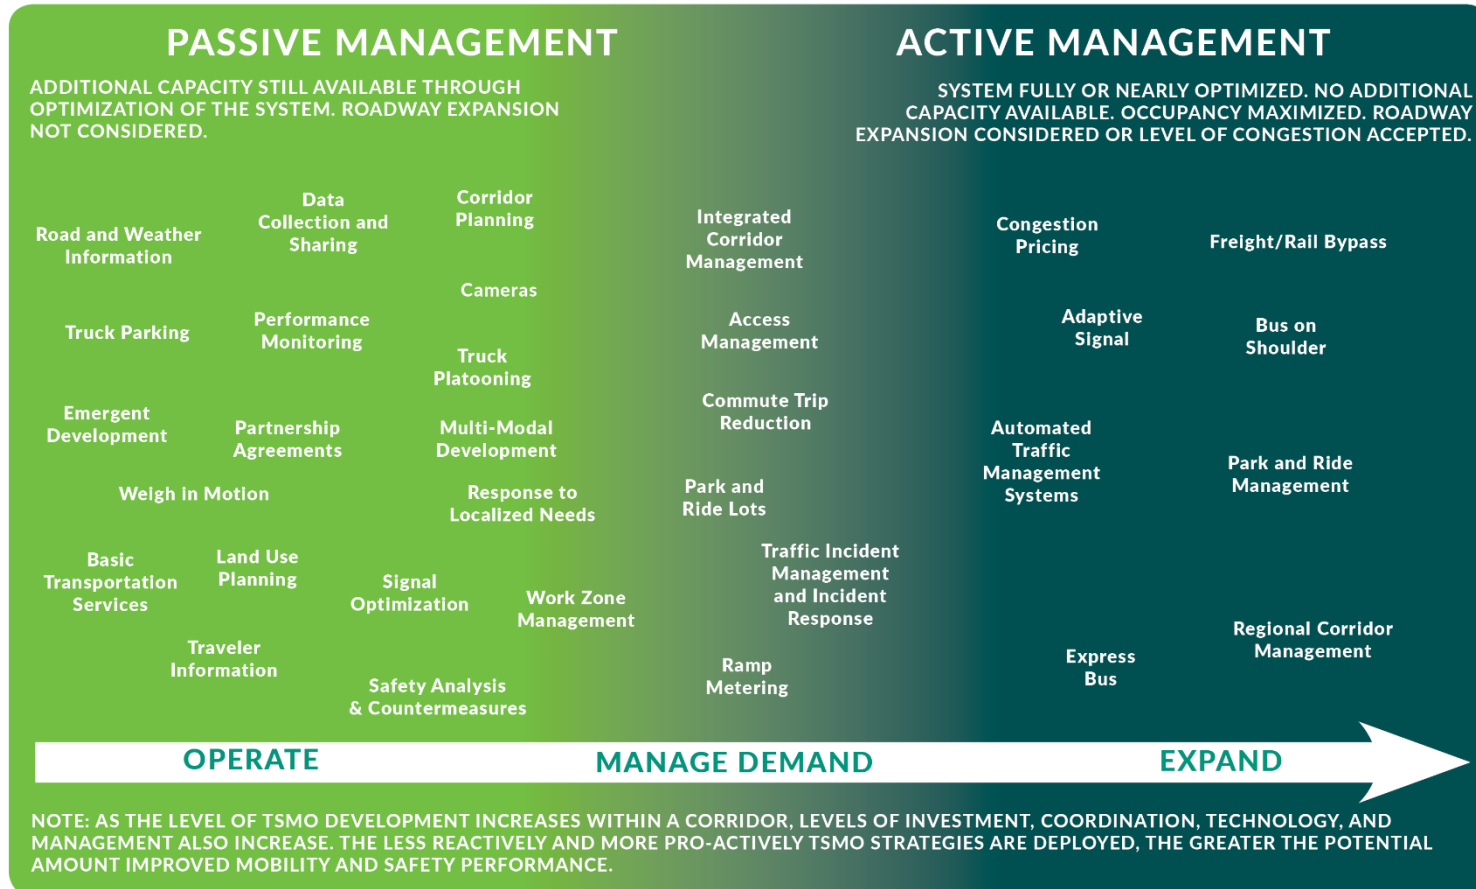 PASSIVE MANAGEMENT
ADDITIONAL CAPACITY STILL AVAILABLE THROUGH
OPTIMIZATION OF THE SYSTEM. ROADWAY EXPANSION
NOT CONSIDERED.
ACTIVE MANAGEMENT
SYSTEM FULLY OR NEARLY OPTIMIZED. NO ADDITIONAL
CAPACITY AVAILABLE. OCCUPANCY MAXIMIZED. ROADWAY
EXPANSION CONSIDERED OR LEVEL OF CONGESTION ACCEPTED.
Road and Weather
Information
Data
Collection and
Sharing
Corridor
Planning
Cameras
Truck Parking
Performance
Monitoring
Truck
Platooning
Emergent
Development
Partnership
Agreements
Multi-Modal
Development
Weigh in Motion
Response to
Localized Needs
Basic
Transportation
Services
Land Use
Planning
Signal
Optimization
Work Zone
Management
Traveler
Information
Safety Analysis
& Countermeasures
Integrated
Corridor
Management
Access
Management
Commute Trip
Reduction
Park and
Ride Lots
Traffic Incident
Management
and Incident
Response
Ramp
Metering
Congestion
Pricing
Freight/Rail Bypass
Adaptive
Signal
Bus on
Shoulder
Automated
Traffic
Management
Systems
Park and Ride
Management
Regional Corridor
Management
Express
Bus
OPERATE
MANAGE DEMAND
EXPAND
NOTE: AS THE LEVEL OF TSMO DEVELOPMENT INCREASES WITHIN A CORRIDOR, LEVELS OF INVESTMENT, COORDINATION, TECHNOLOGY, AND
MANAGEMENT ALSO INCREASE. THE LESS REACTIVELY AND MORE PRO-ACTIVELY TSMO STRATEGIES ARE DEPLOYED, THE GREATER THE POTENTIAL
AMOUNT IMPROVED MOBILITY AND SAFETY PERFORMANCE.